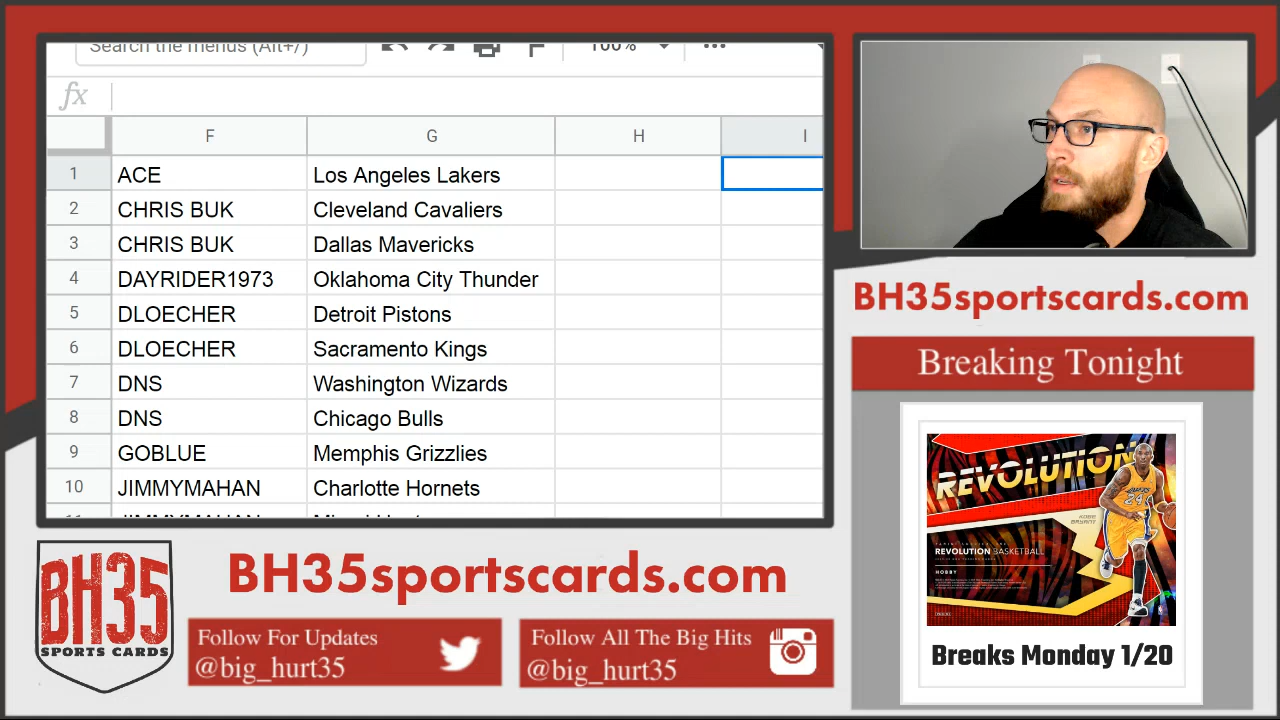 Search the menus (Alt+/)
100%
fx
F G H I
1 ACE Los Angeles Lakers
2 CHRIS BUK Cleveland Cavaliers
3 CHRIS BUK Dallas Mavericks
4 DAYRIDER1973 Oklahoma City Thunder
5 DLOECHER Detroit Pistons
6 DLOECHER Sacramento Kings
7 DNS Washington Wizards
8 DNS Chicago Bulls
9 GOBLUE Memphis Grizzlies
10 JIMMYMAHAN Charlotte Hornets
BH35sportscards.com
Breaking Tonight
REVOLUTION
KOBE
BRYANT
REVOLUTION BASKETBALL
HOBBY
24
Breaks Monday 1/20
BH35
SPORTS CARDS
BH35sportscards.com
Follow For Updates
@big_hurt35
Follow All The Big Hits
@big_hurt35